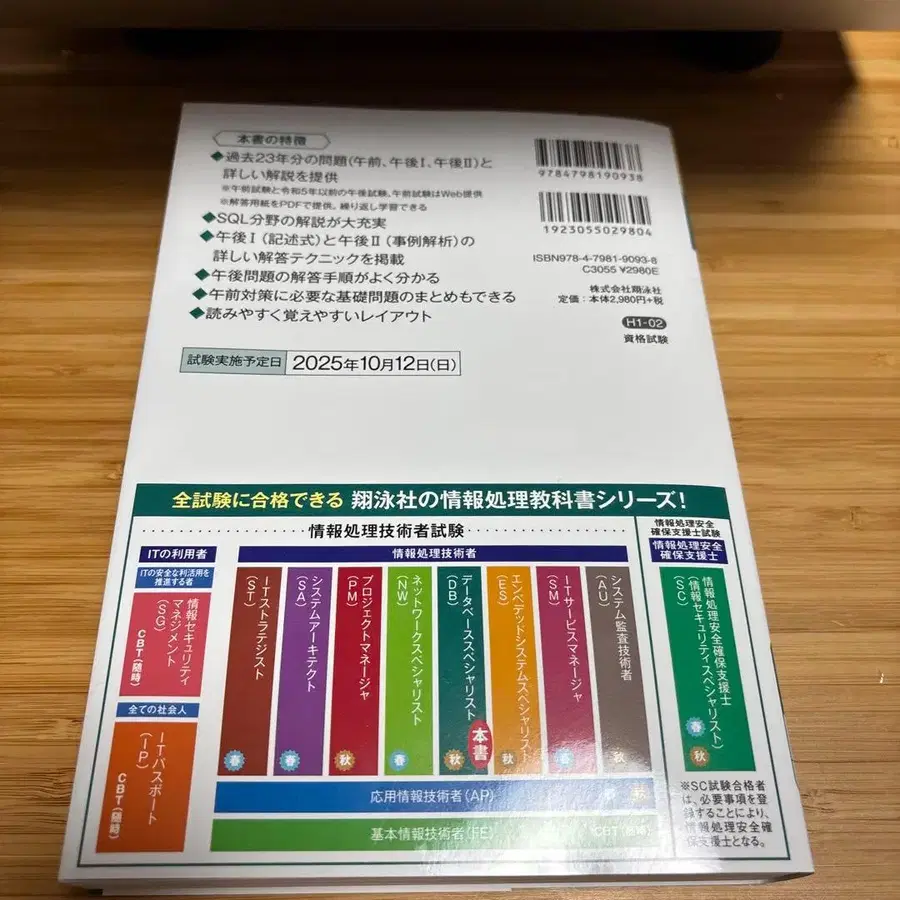 本書の特徴
◆過去23年分の問題(午前、午後Ⅰ、午後Ⅱ)と
詳しい解説を提供
※午前試験と令和5年以前の午後試験、午前試験はWeb提供
※解答用紙をPDFで提供。繰り返し学習できる
◆SQL分野の解説が大充実
◆午後Ⅰ(記述式)と午後Ⅱ(事例解析)の
詳しい解答テクニックを掲載
◆午後問題の解答手順がよく分かる
◆午前対策に必要な基礎問題のまとめもできる
◆読みやすく覚えやすいレイアウト
試験実施予定日 2025年10月12日(日)
9784798190938
1923055029804
ISBN978-4-7981-9093-8
C3055 ¥2980E
株式会社翔泳社
定価:本体2,980円+税
H1-02
資格試験
全試験に合格できる 翔泳社の情報処理教科書シリーズ!
情報処理技術者試験
ITの利用者
ITの安全な利活用を
推進する者
情報セキュリティ
マネジメント
(SG)
CBT(随時)
全ての社会人
ITパスポート
(IP)
CBT(随時)
情報処理技術者
ITストラテジスト
(ST)
春
システムアーキテクト
(SA)
春
プロジェクトマネージャ
(PM)
秋
ネットワークスペシャリスト
(NW)
春
データベーススペシャリスト
(DB)
秋
本書
エンベデッドシステムスペシャリスト
(ES)
秋
ITサービスマネージャ
(SM)
春
システム監査技術者
(AU)
秋
応用情報技術者(AP)
春 秋
基本情報技術者(FE)
CBT(随時)
情報処理安全
確保支援士試験
情報処理安全
確保支援士
情報処理安全確保支援士
(情報セキュリティスペシャリスト)
(SC)
春
秋
※SC試験合格者
は、必要事項を登
録することにより、
情報処理安全確
保支援士となる。